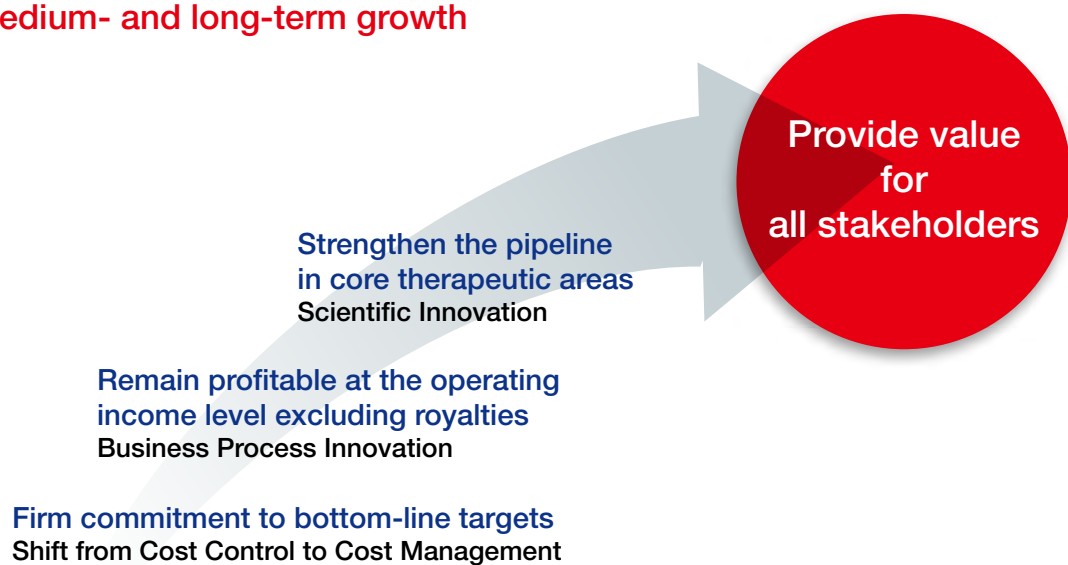 edium- and long-term growth
Provide value
for
all stakeholders
Strengthen the pipeline
in core therapeutic areas
Scientific Innovation
Remain profitable at the operating
income level excluding royalties
Business Process Innovation
Firm commitment to bottom-line targets
Shift from Cost Control to Cost Management